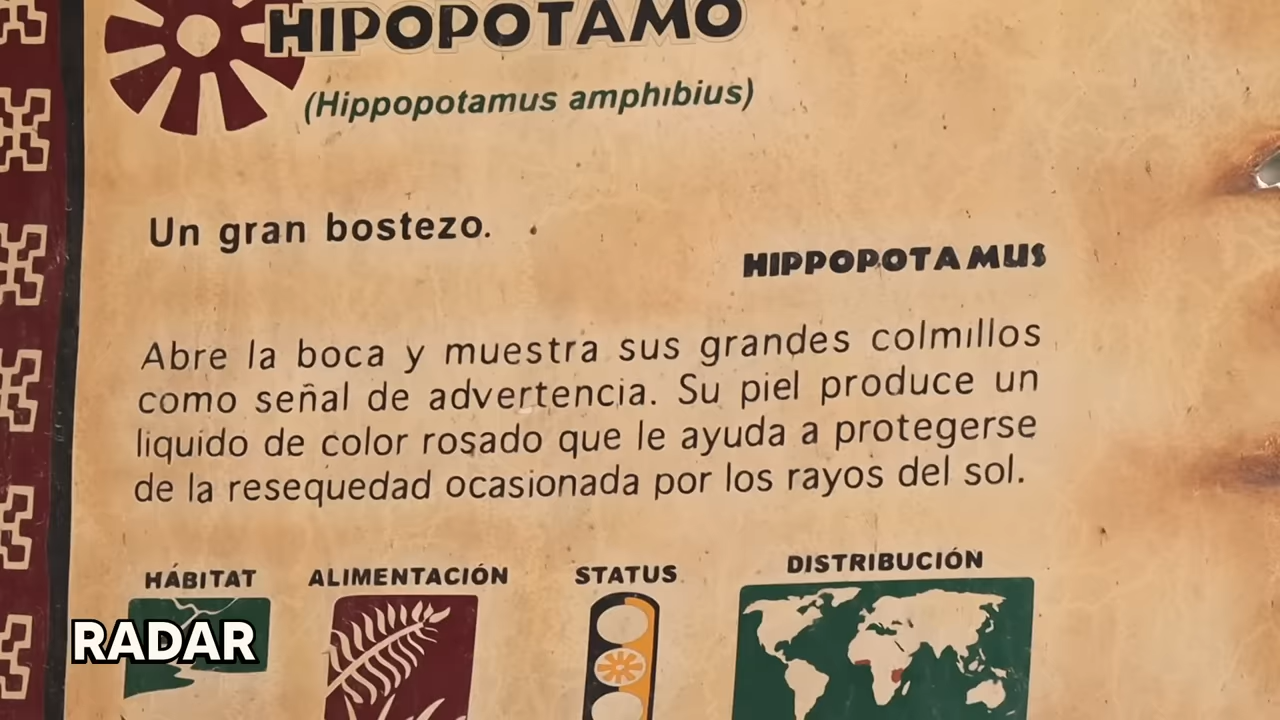 HIPOPOTAMO
(Hippopotamus amphibius)
Un gran bostezo.
HIPPOPOTAMUS
Abre la boca y muestra sus grandes colmillos
como señal de advertencia. Su piel produce un
liquido de color rosado que le ayuda a protegerse
de la resequedad ocasionada por los rayos del sol.
HÁBITAT ALIMENTACIÓN STATUS DISTRIBUCIÓN
RADAR